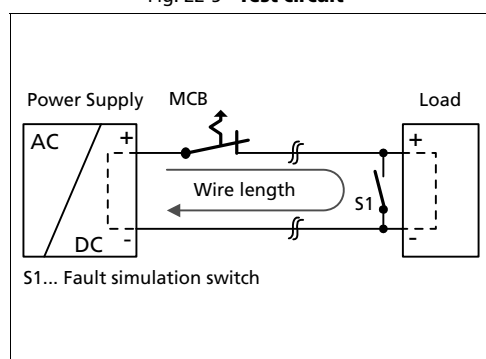 Fig. 22-3 Test circuit
Power Supply MCB Load
AC + +
Wire length
S1
DC - -
S1... Fault simulation switch